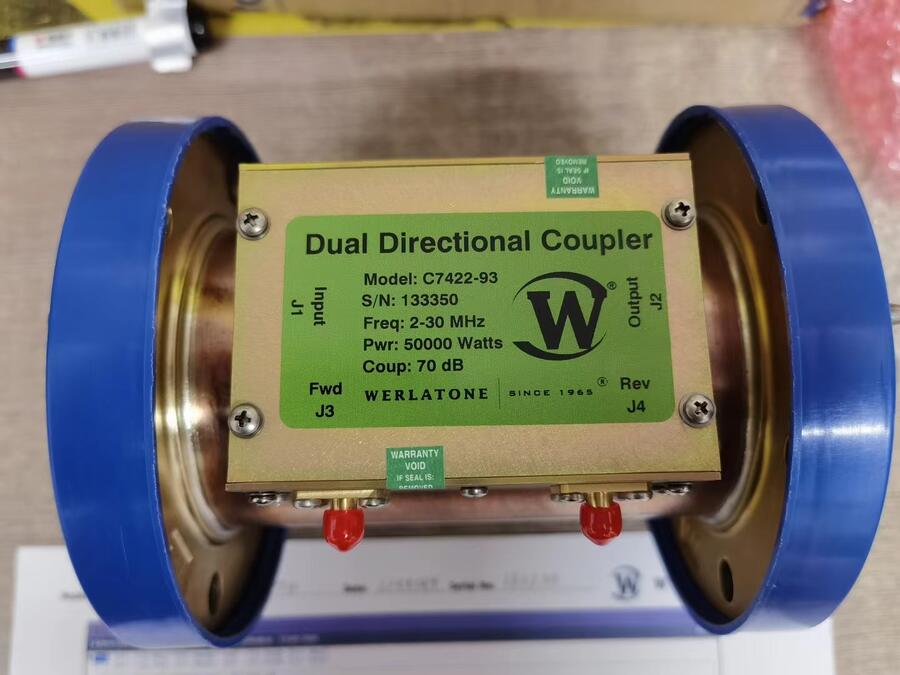 WARRANTY
VOID
IF SEAL IS:
REMOVED
Dual Directional Coupler
Model: C7422-93
S/N: 133350
Freq: 2-30 MHz
Pwr: 50000 Watts
Coup: 70 dB
Input
J1
W®
Output
J2
Fwd
J3
WERLATONE | SINCE 1965®
Rev
J4
WARRANTY
VOID
IF SEAL IS:
REMOVED
W